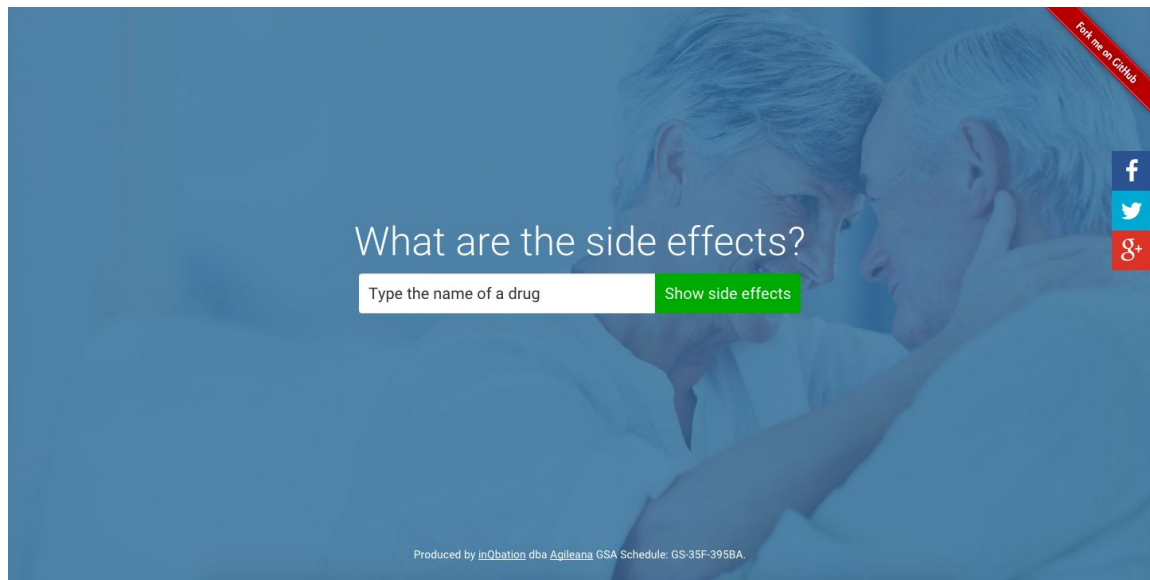 Fork me on GitHub
f
g+
What are the side effects?
Type the name of a drug
Show side effects
Produced by inQbation dba Agileana GSA Schedule: GS-35F-395BA.